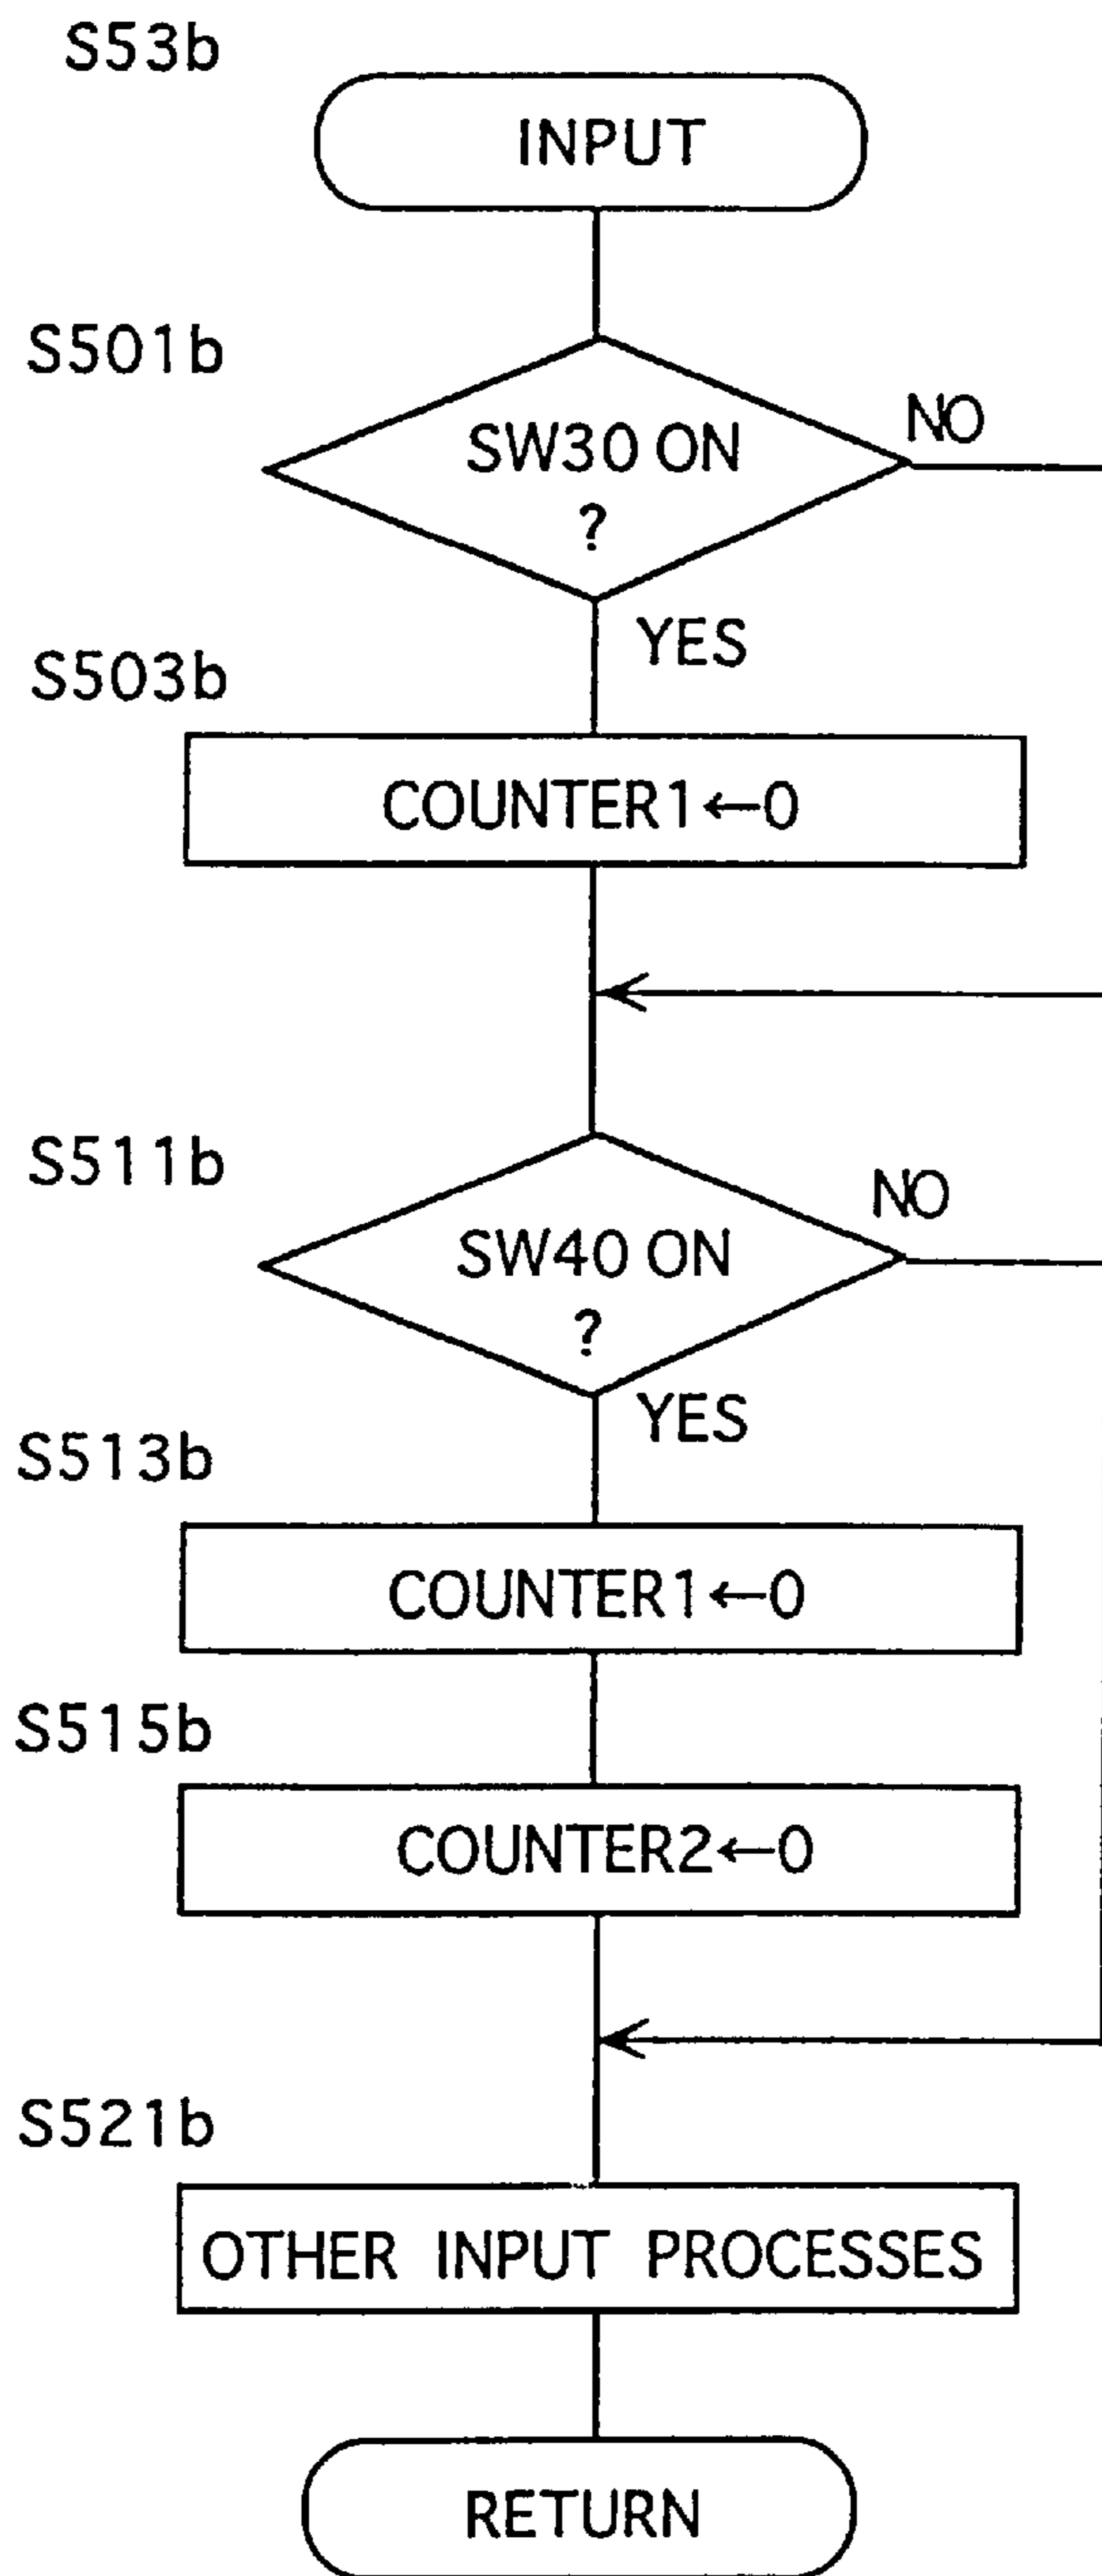 S53b
INPUT
S501b
SW30 ON
?
NO
YES
S503b
COUNTER1←0
S511b
SW40 ON
?
NO
YES
S513b
COUNTER1←0
S515b
COUNTER2←0
S521b
OTHER INPUT PROCESSES
RETURN